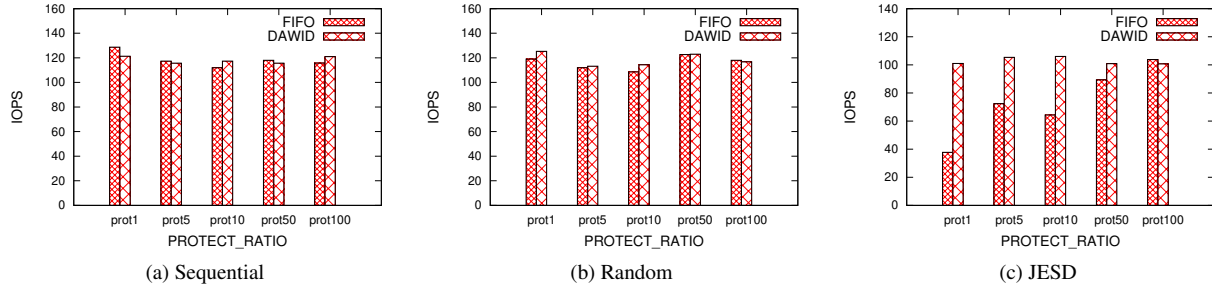 160
140
120
100
80
60
40
20
0
IOPS
FIFO
DAWID
prot1 prot5 prot10 prot50 prot100
PROTECT_RATIO
(a) Sequential
160
140
120
100
80
60
40
20
0
IOPS
FIFO
DAWID
prot1 prot5 prot10 prot50 prot100
PROTECT_RATIO
(b) Random
140
120
100
80
60
40
20
0
IOPS
FIFO
DAWID
prot1 prot5 prot10 prot50 prot100
PROTECT_RATIO
(c) JESD